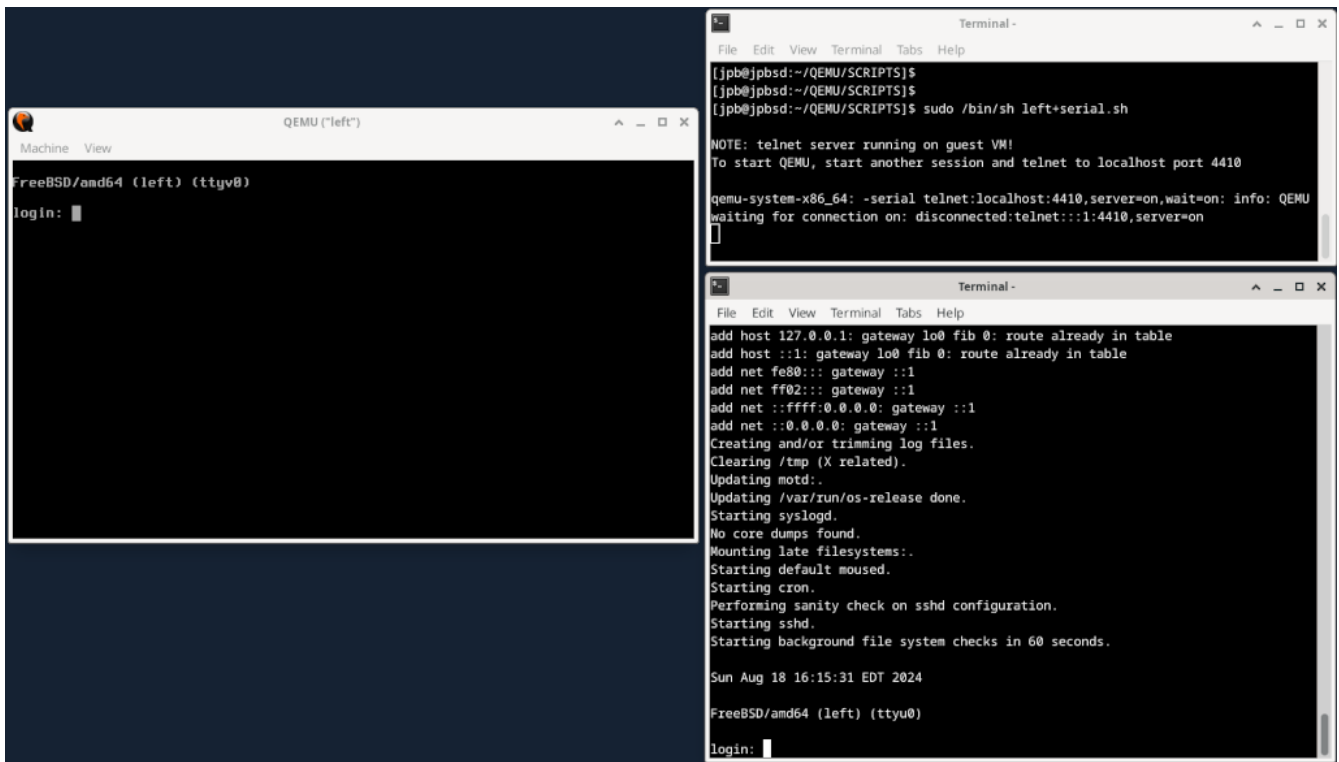 QEMU ("left")
Machine View
FreeBSD/amd64 (left) (ttyv0)
login:
Terminal -
File Edit View Terminal Tabs Help
[jpb@jpbsd:~/QEMU/SCRIPTS]$
[jpb@jpbsd:~/QEMU/SCRIPTS]$
[jpb@jpbsd:~/QEMU/SCRIPTS]$ sudo /bin/sh left+serial.sh
NOTE: telnet server running on guest VM!
To start QEMU, start another session and telnet to localhost port 4410
qemu-system-x86_64: -serial telnet:localhost:4410,server=on,wait=on: info: QEMU
waiting for connection on: disconnected:telnet:::1:4410,server=on
Terminal -
File Edit View Terminal Tabs Help
add host 127.0.0.1: gateway lo0 fib 0: route already in table
add host ::1: gateway lo0 fib 0: route already in table
add net fe80::: gateway ::1
add net ff02::: gateway ::1
add net ::ffff:0.0.0.0: gateway ::1
add net ::0.0.0.0: gateway ::1
Creating and/or trimming log files.
Clearing /tmp (X related).
Updating motd:.
Updating /var/run/os-release done.
Starting syslogd.
No core dumps found.
Mounting late filesystems:.
Starting default moused.
Starting cron.
Performing sanity check on sshd configuration.
Starting sshd.
Starting background file system checks in 60 seconds.
Sun Aug 18 16:15:31 EDT 2024
FreeBSD/amd64 (left) (ttyu0)
login: